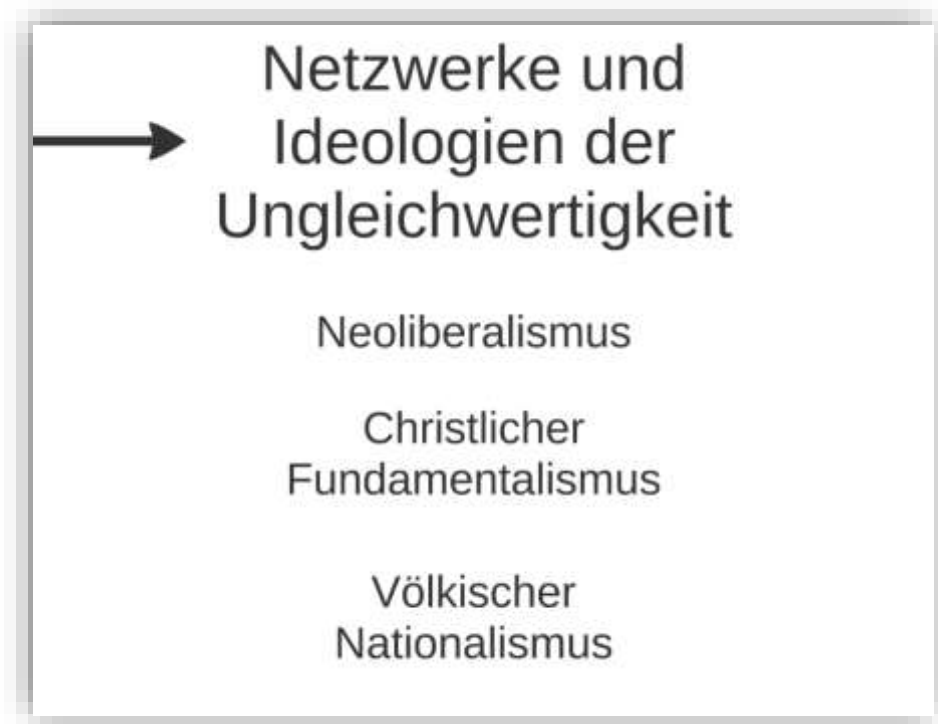 Netzwerke und
Ideologien der
Ungleichwertigkeit
Neoliberalismus
Christlicher
Fundamentalismus
Völkischer
Nationalismus